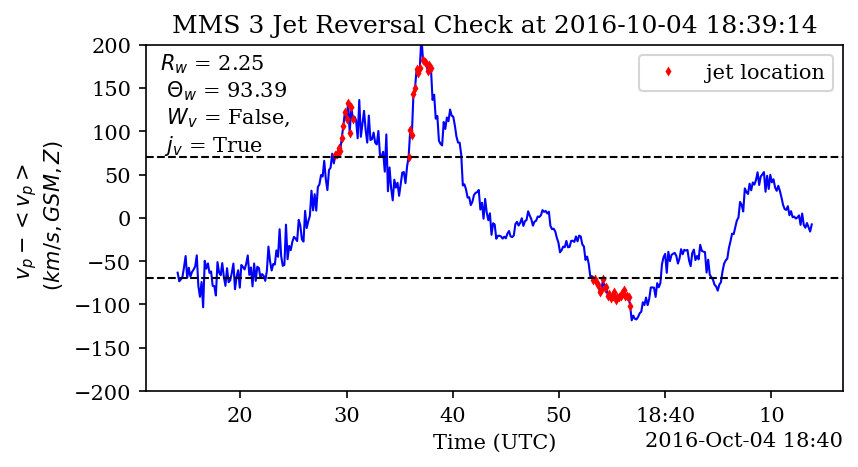 MMS 3 Jet Reversal Check at 2016-10-04 18:39:14
R_w = 2.25
Θ_w = 93.39
W_v = False,
j_v = True
jet location
v_p − < v_p >
(km/s, GSM, Z)
200
150
100
50
0
−50
−100
−150
−200
20 30 40 50 18:40 10
Time (UTC)
2016-Oct-04 18:40